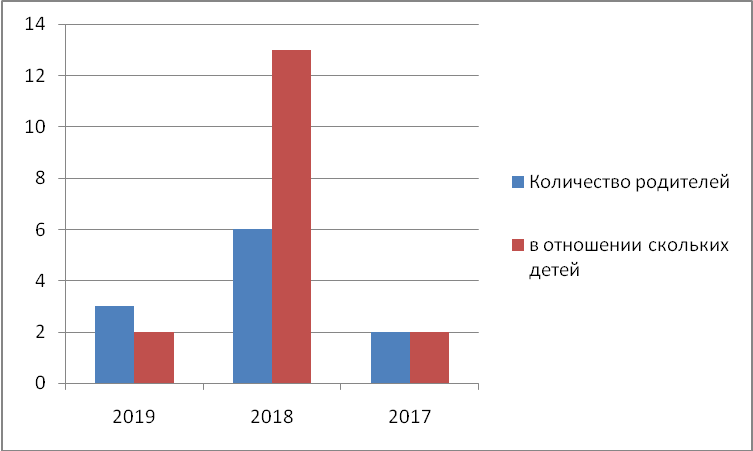 14
12
10
8
6
4
2
0
2019 2018 2017
Количество родителей
в отношении скольких
детей